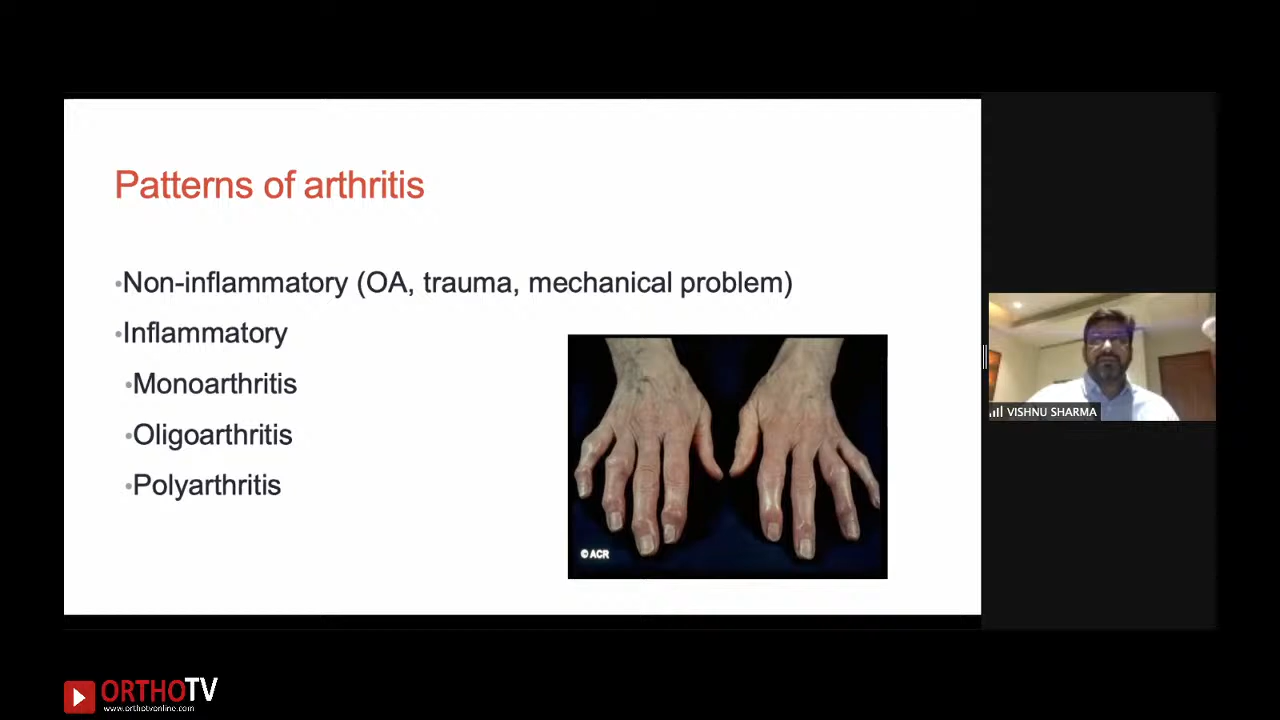 Patterns of arthritis
•Non-inflammatory (OA, trauma, mechanical problem)
•Inflammatory
•Monoarthritis
•Oligoarthritis
•Polyarthritis
© ACR
VISHNU SHARMA
ORTHOTV
www.orthotvonline.com